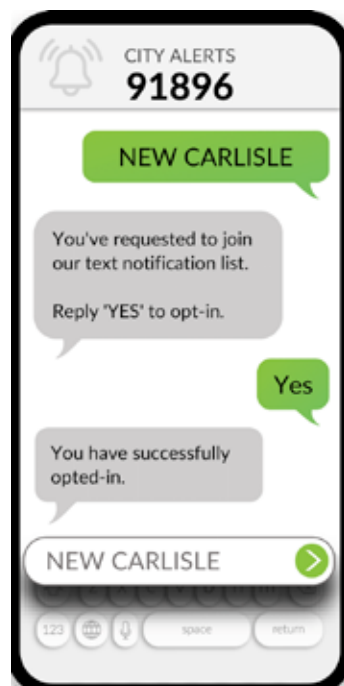 CITY ALERTS
91896
NEW CARLISLE
You've requested to join
our text notification list.
Reply 'YES' to opt-in.
Yes
You have successfully
opted-in.
NEW CARLISLE
123 space return